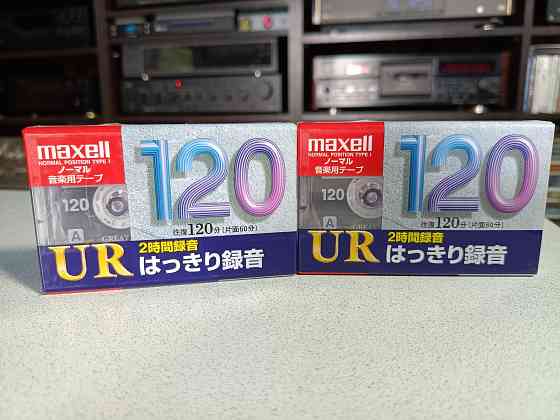 maxell
NORMAL POSITION TYPE I
ノーマル
音楽用テープ
120
120
A
GREAT
往復120分(片面60分)
UR
2時間録音
はっきり録音
maxell
NORMAL POSITION TYPE I
ノーマル
音楽用テープ
120
120
A
往復120分(片面60分)
UR
2時間録音
はっきり録音